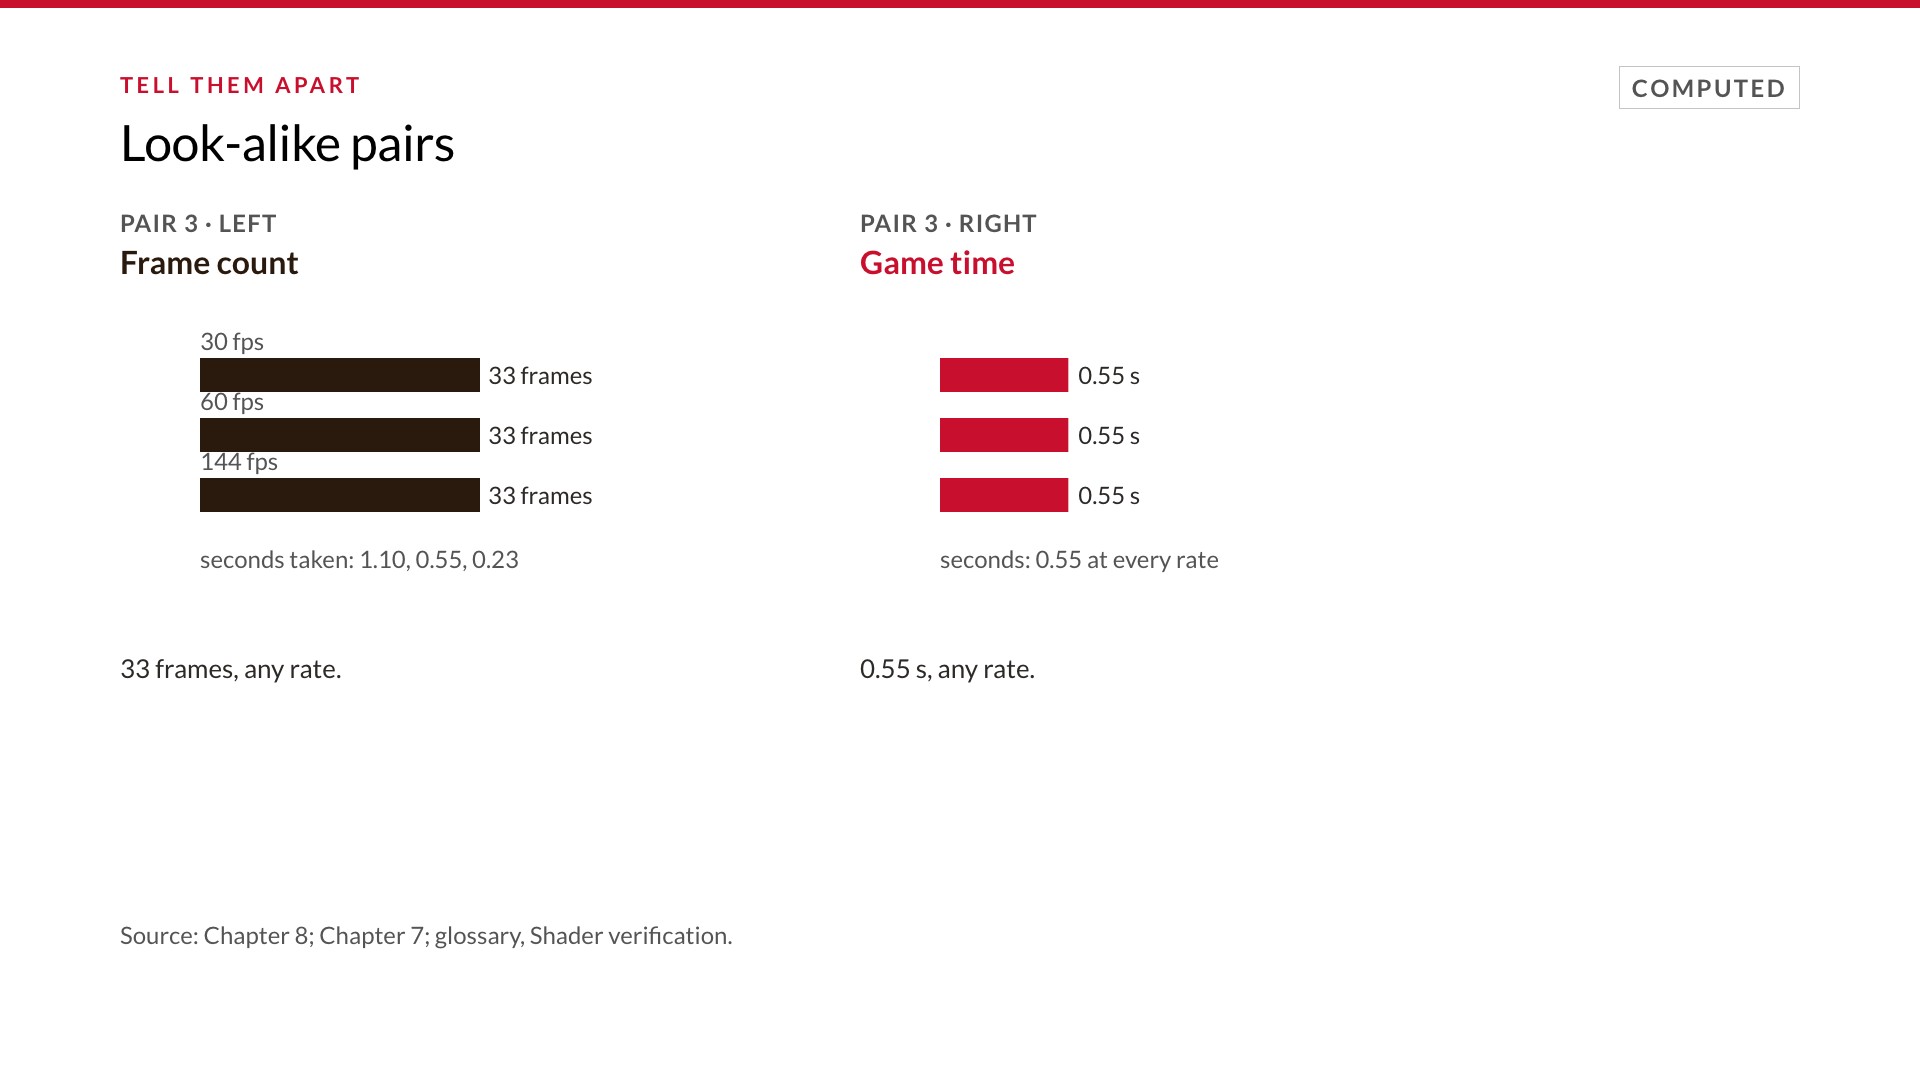 TELL THEM APART
COMPUTED
Look-alike pairs
PAIR 3 · LEFT
Frame count
30 fps
33 frames
60 fps
33 frames
144 fps
33 frames
seconds taken: 1.10, 0.55, 0.23
33 frames, any rate.
PAIR 3 · RIGHT
Game time
0.55 s
0.55 s
0.55 s
seconds: 0.55 at every rate
0.55 s, any rate.
Source: Chapter 8; Chapter 7; glossary, Shader verification.